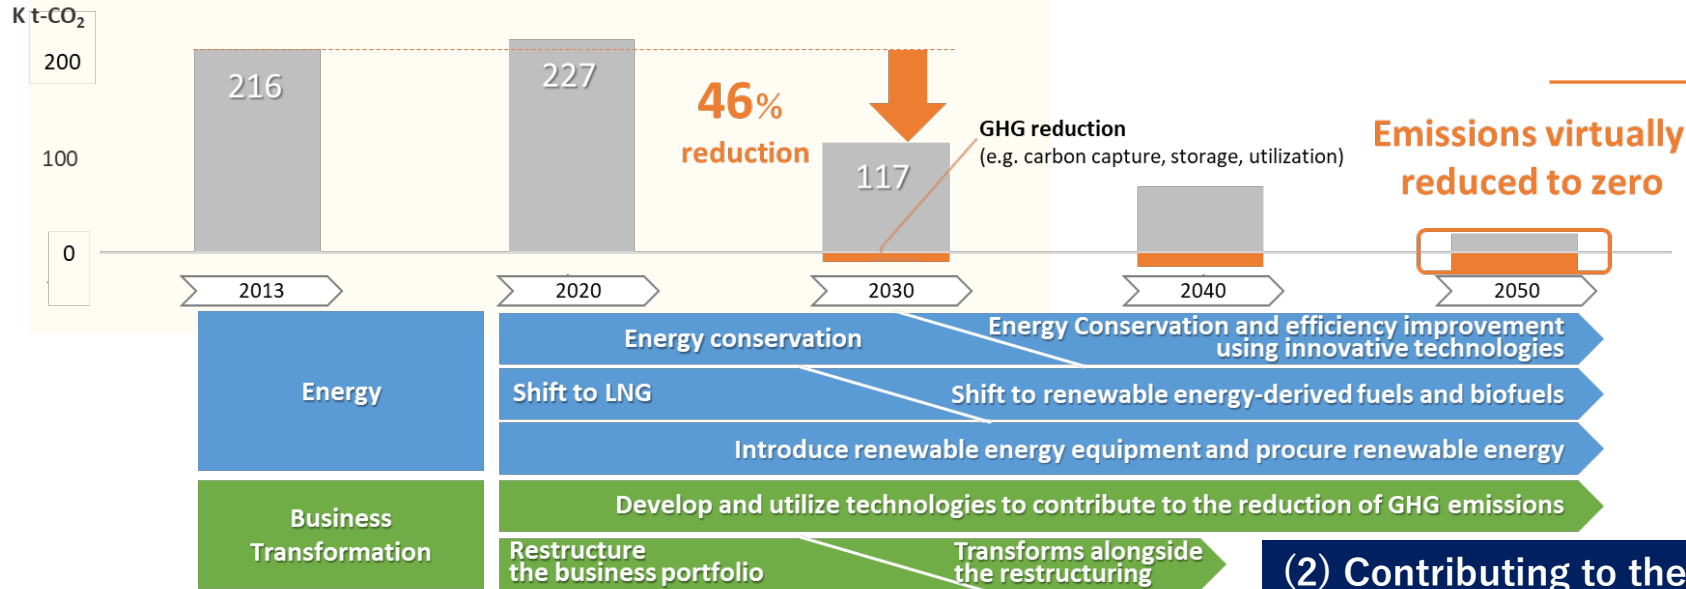 K t-CO₂
200
100
0
216
227
46%
reduction
117
GHG reduction
(e.g. carbon capture, storage, utilization)
Emissions virtually
reduced to zero
2013
2020
2030
2040
2050
Energy
Energy conservation
Energy Conservation and efficiency improvement
using innovative technologies
Shift to LNG
Shift to renewable energy-derived fuels and biofuels
Introduce renewable energy equipment and procure renewable energy
Business
Transformation
Develop and utilize technologies to contribute to the reduction of GHG emissions
Restructure
the business portfolio
Transforms alongside
the restructuring
(2) Contributing to the